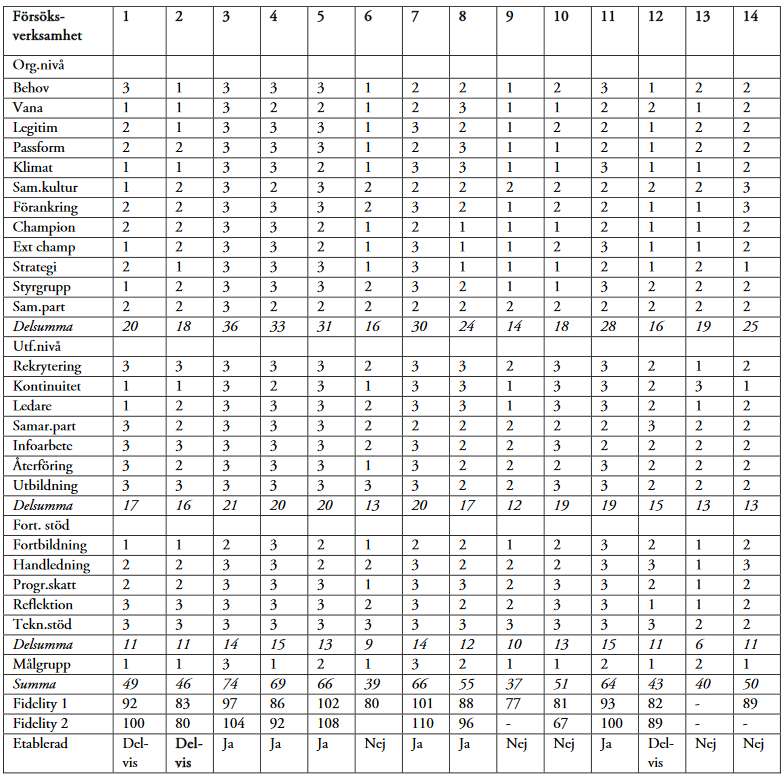 Försöks-verksamhet 1 2 3 4 5 6 7 8 9 10 11 12 13 14
Org.nivå
Behov 3 1 3 3 3 1 2 2 1 2 3 1 2 2
Vana 1 1 3 2 2 1 2 3 1 1 2 2 1 2
Legitim 2 1 3 3 3 1 3 2 1 2 2 1 2 2
Passform 2 2 3 3 3 1 2 3 1 1 2 1 2 2
Klimat 1 1 3 3 2 1 3 3 1 1 3 1 1 2
Sam.kultur 1 2 3 2 3 2 2 2 2 2 2 2 2 3
Förankring 2 2 3 3 3 2 3 2 1 2 2 1 1 3
Champion 2 2 3 3 2 1 2 1 1 1 2 1 1 2
Ext champ 1 2 3 3 2 1 3 1 1 2 3 1 1 2
Strategi 2 1 3 3 3 1 3 1 1 1 2 1 2 1
Styrgrupp 1 2 3 3 3 2 3 2 1 1 3 2 2 2
Sam.part 2 2 3 2 2 2 2 2 2 2 2 2 2 2
Delsumma 20 18 36 33 31 16 30 24 14 18 28 16 19 25
Utf.nivå
Rekrytering 3 3 3 3 3 2 3 3 2 3 3 2 1 2
Kontinuitet 1 1 3 2 3 1 3 3 1 3 3 2 3 1
Ledare 1 2 3 3 3 2 3 3 1 3 3 2 1 2
Samar.part 3 2 3 3 2 2 2 2 2 2 2 3 2 2
Infoarbete 3 3 3 3 3 2 3 2 2 3 2 2 2 2
Återföring 3 2 3 3 3 1 3 2 2 2 3 2 2 2
Utbildning 3 3 3 3 3 3 3 2 2 3 3 2 2 2
Delsumma 17 16 21 20 20 13 20 17 12 19 19 15 13 13
Fort. stöd
Fortbildning 1 1 2 3 2 1 2 2 1 2 3 2 1 2
Handledning 2 2 3 3 2 2 3 2 2 2 3 3 1 3
Progr.skatt 2 2 3 3 3 1 3 3 2 3 3 2 1 2
Reflektion 3 3 3 3 3 2 3 2 2 3 3 1 1 2
Tekn.stöd 3 3 3 3 3 3 3 3 3 3 3 3 2 2
Delsumma 11 11 14 15 13 9 14 12 10 13 15 11 6 11
Målgrupp 1 1 3 1 2 1 3 2 1 1 2 1 2 1
Summa 49 46 74 69 66 39 66 55 37 51 64 43 40 50
Fidelity 1 92 83 97 86 102 80 101 88 77 81 93 82 - 89
Fidelity 2 100 80 104 92 108 110 96 - 67 100 89 - -
Etablerad Del-vis Del-vis Ja Ja Ja Nej Ja Ja Nej Nej Ja Del-vis Nej Nej